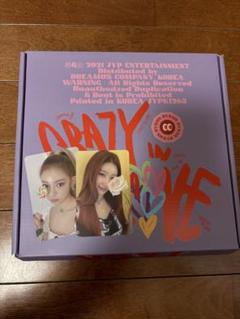 ℗&© 2021 JYP ENTERTAINMENT
Distributed by
DREAMUS COMPANY, KOREA
WARNING All Rights Reserved
Unauthorized Duplication
& Rent is Prohibited
Printed in KOREA JYPK1263
CRAZY
IN
LOVE